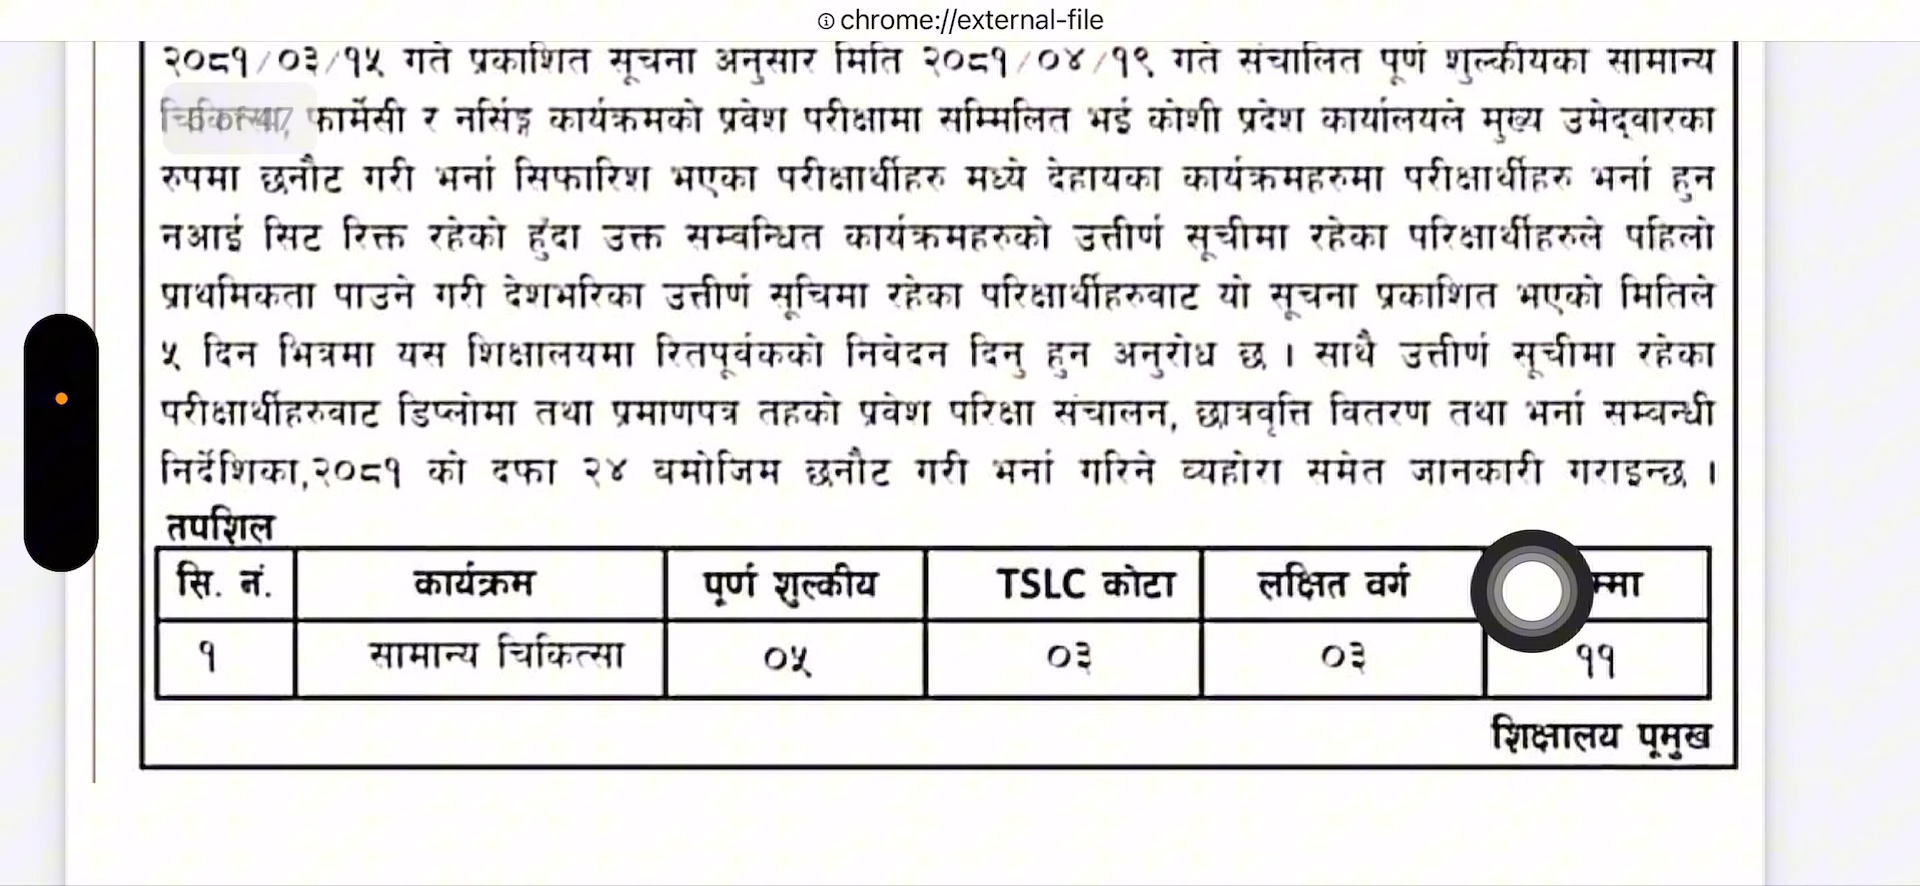 chrome://external-file
२०८१/०३/१५ गते प्रकाशित सूचना अनुसार मिति २०८१/०४/१९ गते संचालित पूर्ण शुल्कीयका सामान्य
चिकित्सा, फार्मेसी र नर्सिङ्ग कार्यक्रमको प्रवेश परीक्षामा सम्मिलित भई कोशी प्रदेश कार्यालयले मुख्य उमेद्वारका
5 of 47
रुपमा छनौट गरी भर्ना सिफारिश भएका परीक्षार्थीहरु मध्ये देहायका कार्यक्रमहरुमा परीक्षार्थीहरु भर्ना हुन
नआई सिट रिक्त रहेको हुँदा उक्त सम्वन्धित कार्यक्रमहरुको उत्तीर्ण सूचीमा रहेका परिक्षार्थीहरुले पहिलो
प्राथमिकता पाउने गरी देशभरिका उत्तीर्ण सूचिमा रहेका परिक्षार्थीहरुवाट यो सूचना प्रकाशित भएको मितिले
५ दिन भित्रमा यस शिक्षालयमा रितपूर्वकको निवेदन दिनु हुन अनुरोध छ । साथै उत्तीर्ण सूचीमा रहेका
परीक्षार्थीहरुवाट डिप्लोमा तथा प्रमाणपत्र तहको प्रवेश परिक्षा संचालन, छात्रवृत्ति वितरण तथा भर्ना सम्वन्धी
निर्देशिका,२०८१ को दफा २४ वमोजिम छनौट गरी भर्ना गरिने व्यहोरा समेत जानकारी गराइन्छ ।
तपशिल
सि. नं. कार्यक्रम पूर्ण शुल्कीय TSLC कोटा लक्षित वर्ग म्मा
१ सामान्य चिकित्सा ०५ ०३ ०३ ११
शिक्षालय प्रमुख